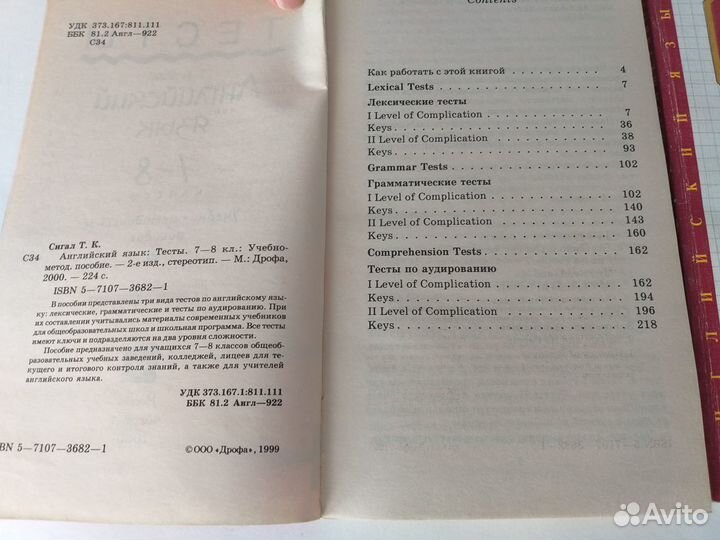 УДК 373.167:811.111
ББК 81.2 Англ—922
С34
ТЕСТ
Английский
язык
7 8
Сигал Т. К.
С34 Английский язык: Тесты. 7—8 кл.: Учебно-
метод. пособие. — 2-е изд., стереотип. — М.: Дрофа,
2000. — 224 с.
ISBN 5—7107—3682—1
В пособии представлены три вида тестов по английскому язы-
ку: лексические, грамматические и тесты по аудированию. При
их составлении учитывались материалы современных учебников
для общеобразовательных школ и школьная программа. Все тесты
имеют ключи и подразделяются на два уровня сложности.
Пособие предназначено для учащихся 7—8 классов общеоб-
разовательных учебных заведений, колледжей, лицеев для те-
кущего и итогового контроля знаний, а также для учителей
английского языка.
УДК 373.167.1:811.111
ББК 81.2 Англ—922
ISBN 5—7107—3682—1
©ООО «Дрофа», 1999
Contents
Как работать с этой книгой . . . . . . . . . . . . 4
Lexical Tests . . . . . . . . . . . . . . . . . . . . 7
Лексические тесты
I Level of Complication . . . . . . . . . . . . . . . 7
Keys . . . . . . . . . . . . . . . . . . . . . . . . 36
II Level of Complication . . . . . . . . . . . . . . 38
Keys . . . . . . . . . . . . . . . . . . . . . . . . 93
Grammar Tests . . . . . . . . . . . . . . . . . . 102
Грамматические тесты
I Level of Complication . . . . . . . . . . . . . . 102
Keys . . . . . . . . . . . . . . . . . . . . . . . 140
II Level of Complication . . . . . . . . . . . . . 143
Keys . . . . . . . . . . . . . . . . . . . . . . . 160
Comprehension Tests . . . . . . . . . . . . . . . 162
Тесты по аудированию
I Level of Complication . . . . . . . . . . . . . . 162
Keys . . . . . . . . . . . . . . . . . . . . . . . 194
II Level of Complication . . . . . . . . . . . . . 196
Keys . . . . . . . . . . . . . . . . . . . . . . . 218
АНГЛИЙСКИЙ ЯЗЫ
Avito